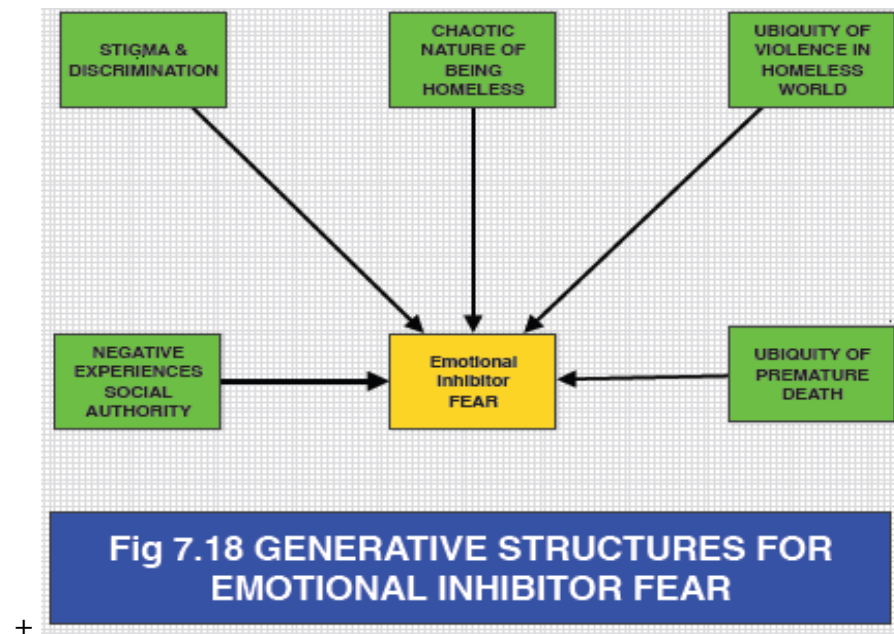 STIGMA &
DISCRIMINATION
CHAOTIC
NATURE OF
BEING
HOMELESS
UBIQUITY OF
VIOLENCE IN
HOMELESS
WORLD
NEGATIVE
EXPERIENCES
SOCIAL
AUTHORITY
Emotional
Inhibitor
FEAR
UBIQUITY OF
PREMATURE
DEATH
Fig 7.18 GENERATIVE STRUCTURES FOR
EMOTIONAL INHIBITOR FEAR
+